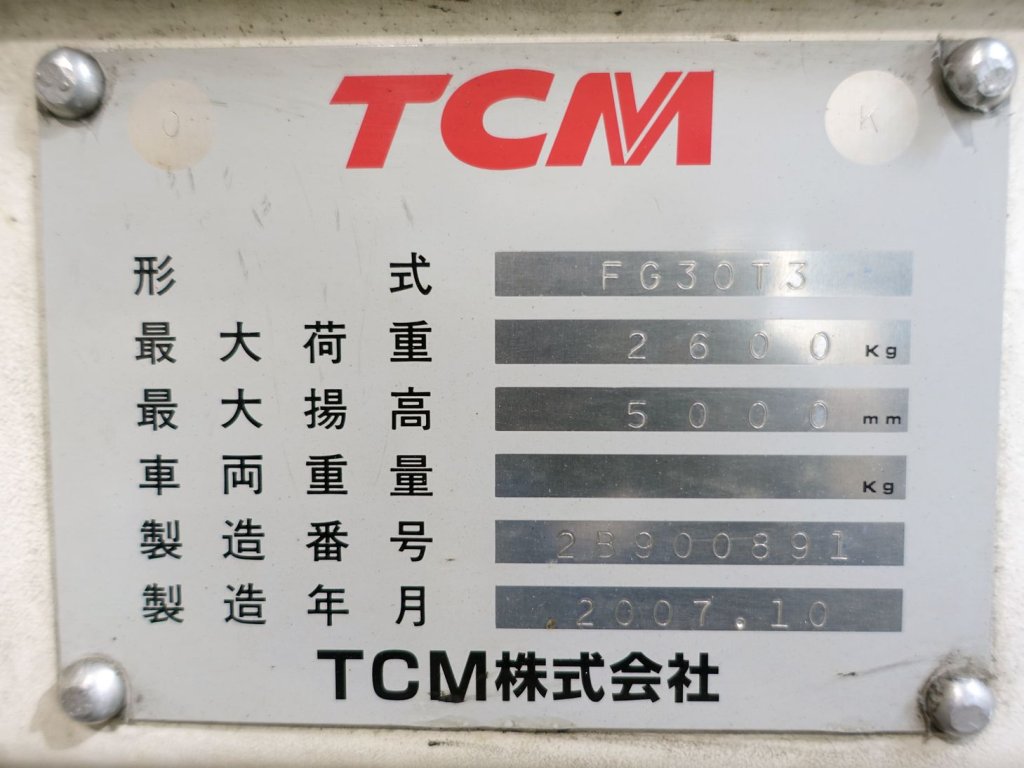 TCM
O K
形式 FG30T3
最大荷重 2600 Kg
最大揚高 5000 mm
車両重量 Kg
製造番号 2B900891
製造年月 2007.10
TCM株式会社